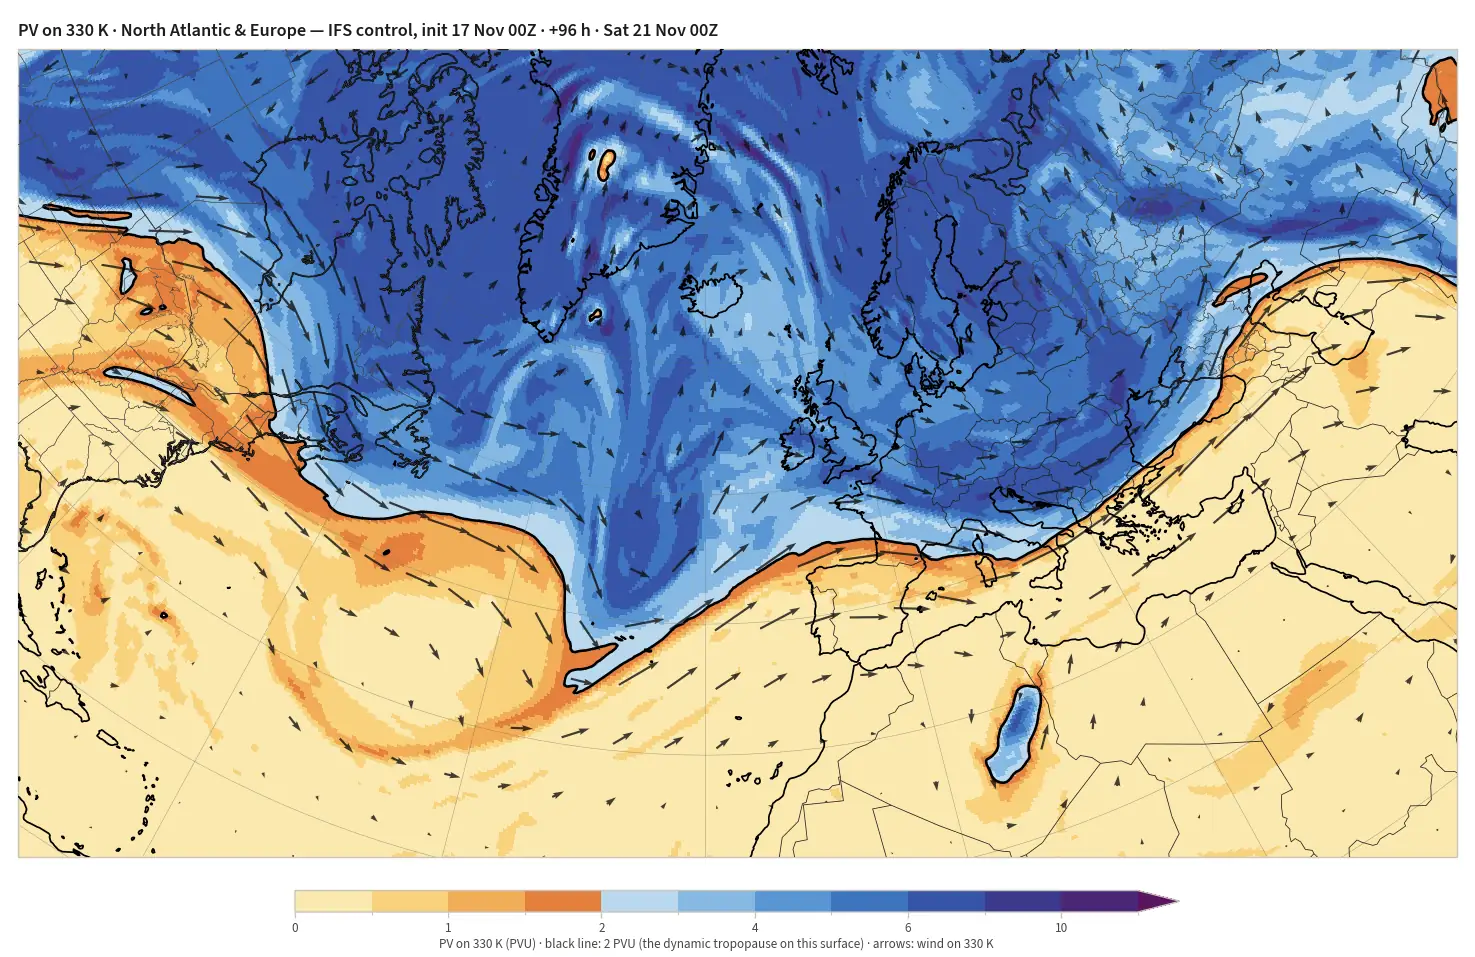 PV on 330 K · North Atlantic & Europe — IFS control, init 17 Nov 00Z · +96 h · Sat 21 Nov 00Z
0 1 2 4 6 10
PV on 330 K (PVU) · black line: 2 PVU (the dynamic tropopause on this surface) · arrows: wind on 330 K